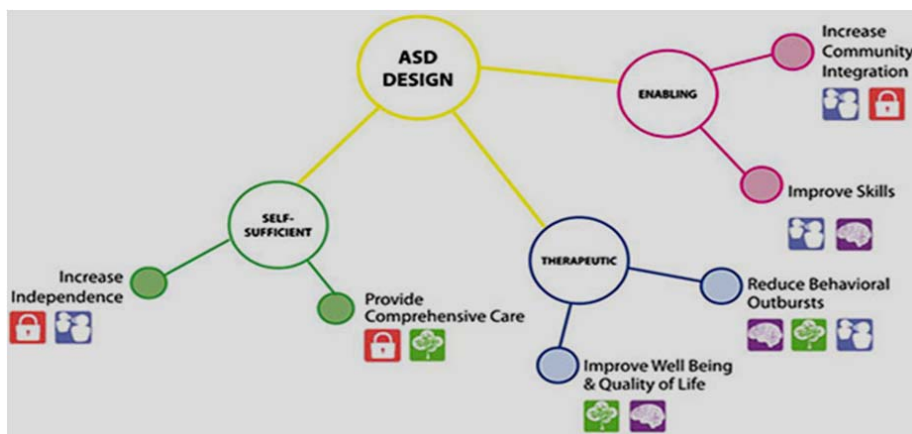 ASD
DESIGN
ENABLING
Increase
Community
Integration
Improve Skills
SELF-
SUFFICIENT
Increase
Independence
Provide
Comprehensive Care
THERAPEUTIC
Reduce Behavioral
Outbursts
Improve Well Being
& Quality of Life